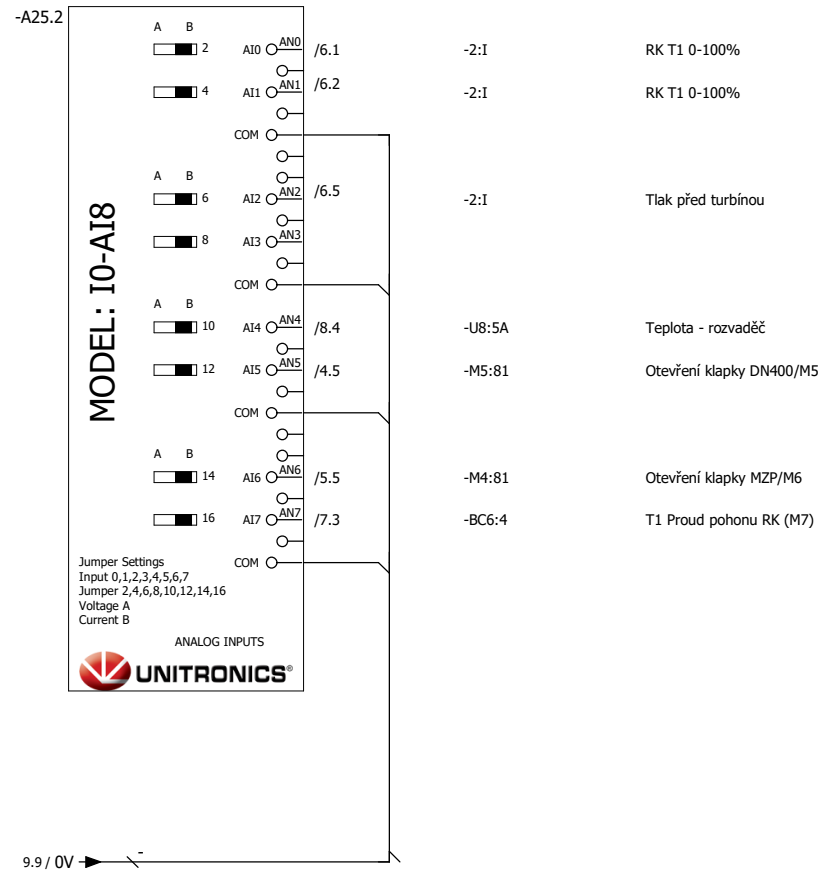 -A25.2
A B
2 AI0 AN0 /6.1 -2:I RK T1 0-100%
4 AI1 AN1 /6.2 -2:I RK T1 0-100%
COM
A B
6 AI2 AN2 /6.5 -2:I Tlak před turbínou
8 AI3 AN3
COM
MODEL: IO-AI8
A B
10 AI4 AN4 /8.4 -U8:5A Teplota - rozvaděč
12 AI5 AN5 /4.5 -M5:81 Otevření klapky DN400/M5
COM
A B
14 AI6 AN6 /5.5 -M4:81 Otevření klapky MZP/M6
16 AI7 AN7 /7.3 -BC6:4 T1 Proud pohonu RK (M7)
COM
Jumper Settings
Input 0,1,2,3,4,5,6,7
Jumper 2,4,6,8,10,12,14,16
Voltage A
Current B
ANALOG INPUTS
UNITRONICS®
9.9 / 0V -